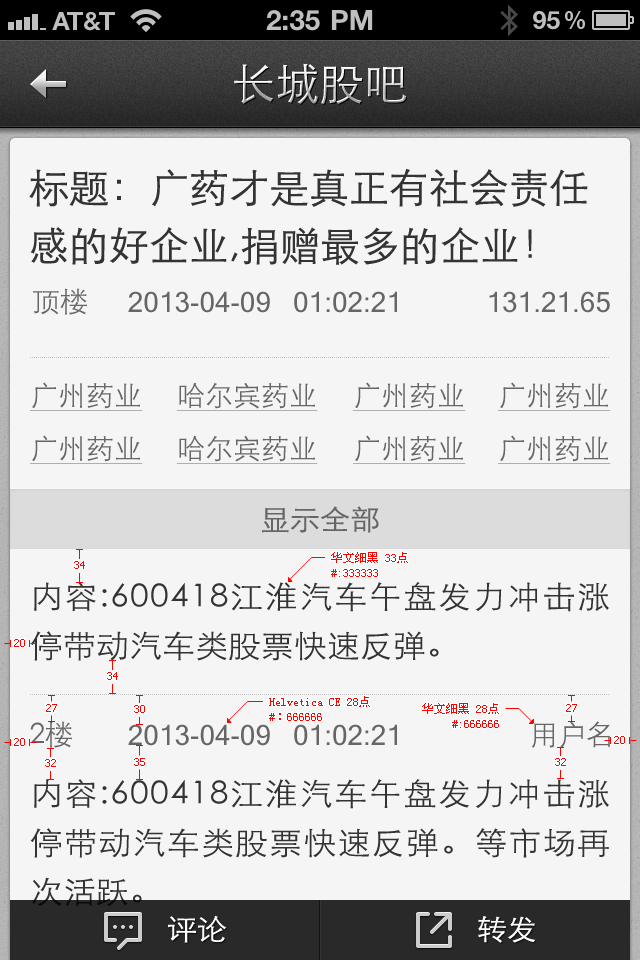 AT&T 2:35 PM 95%
长城股吧
标题：广药才是真正有社会责任
感的好企业,捐赠最多的企业！
顶楼 2013-04-09 01:02:21 131.21.65
广州药业 哈尔宾药业 广州药业 广州药业
广州药业 哈尔宾药业 广州药业 广州药业
显示全部
34 华文细黑 33点
#:333333
内容:600418江淮汽车午盘发力冲击涨
20 停带动汽车类股票快速反弹。
34
27 30 Helvetica CE 28点 华文细黑 28点 27
#：666666 #:666666
20 2楼 2013-04-09 01:02:21 用户名 20
32 35 32
内容:600418江淮汽车午盘发力冲击涨
停带动汽车类股票快速反弹。等市场再
次活跃。
评论 转发